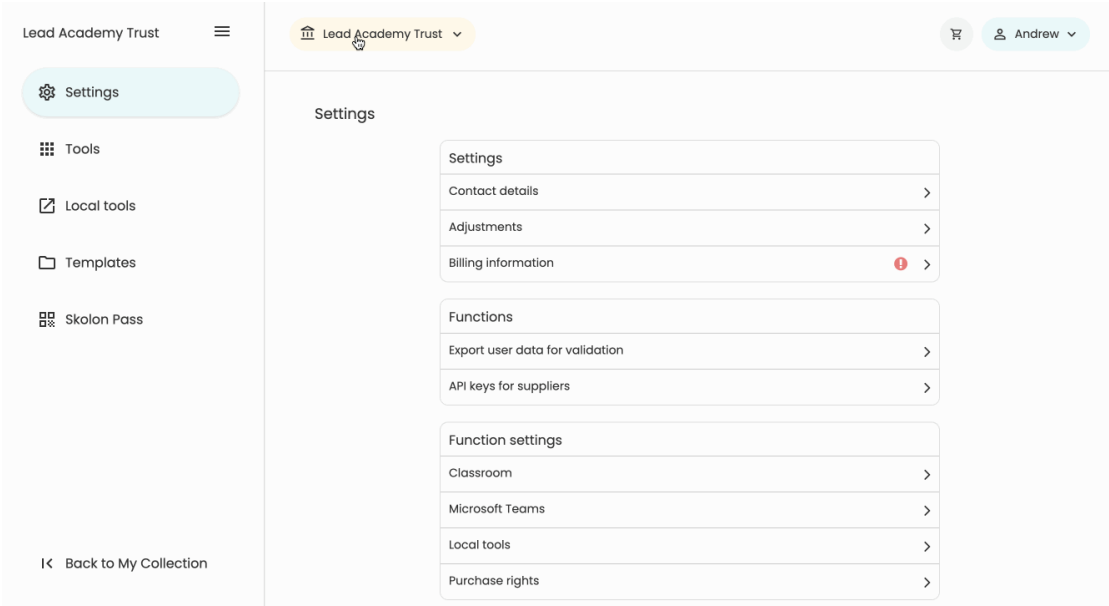 Lead Academy Trust
Settings
Tools
Local tools
Templates
Skolon Pass
Back to My Collection
Lead Academy Trust
Andrew
Settings
Settings
Contact details
Adjustments
Billing information
Functions
Export user data for validation
API keys for suppliers
Function settings
Classroom
Microsoft Teams
Local tools
Purchase rights